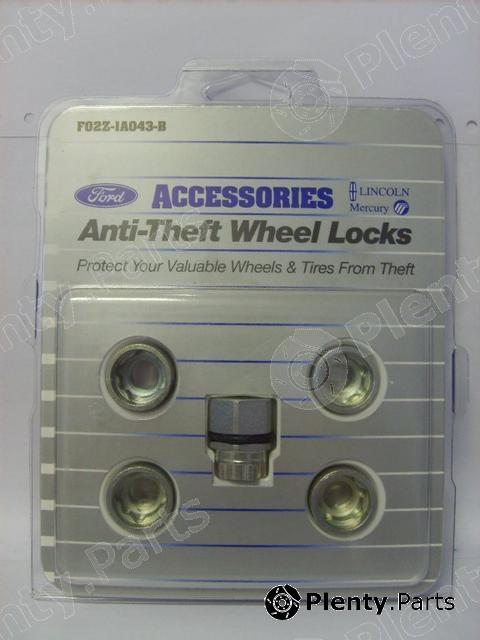 F02Z-1A043-B
Ford
ACCESSORIES
LINCOLN
Mercury
Anti-Theft Wheel Locks
Protect Your Valuable Wheels & Tires From Theft
Plenty.Parts